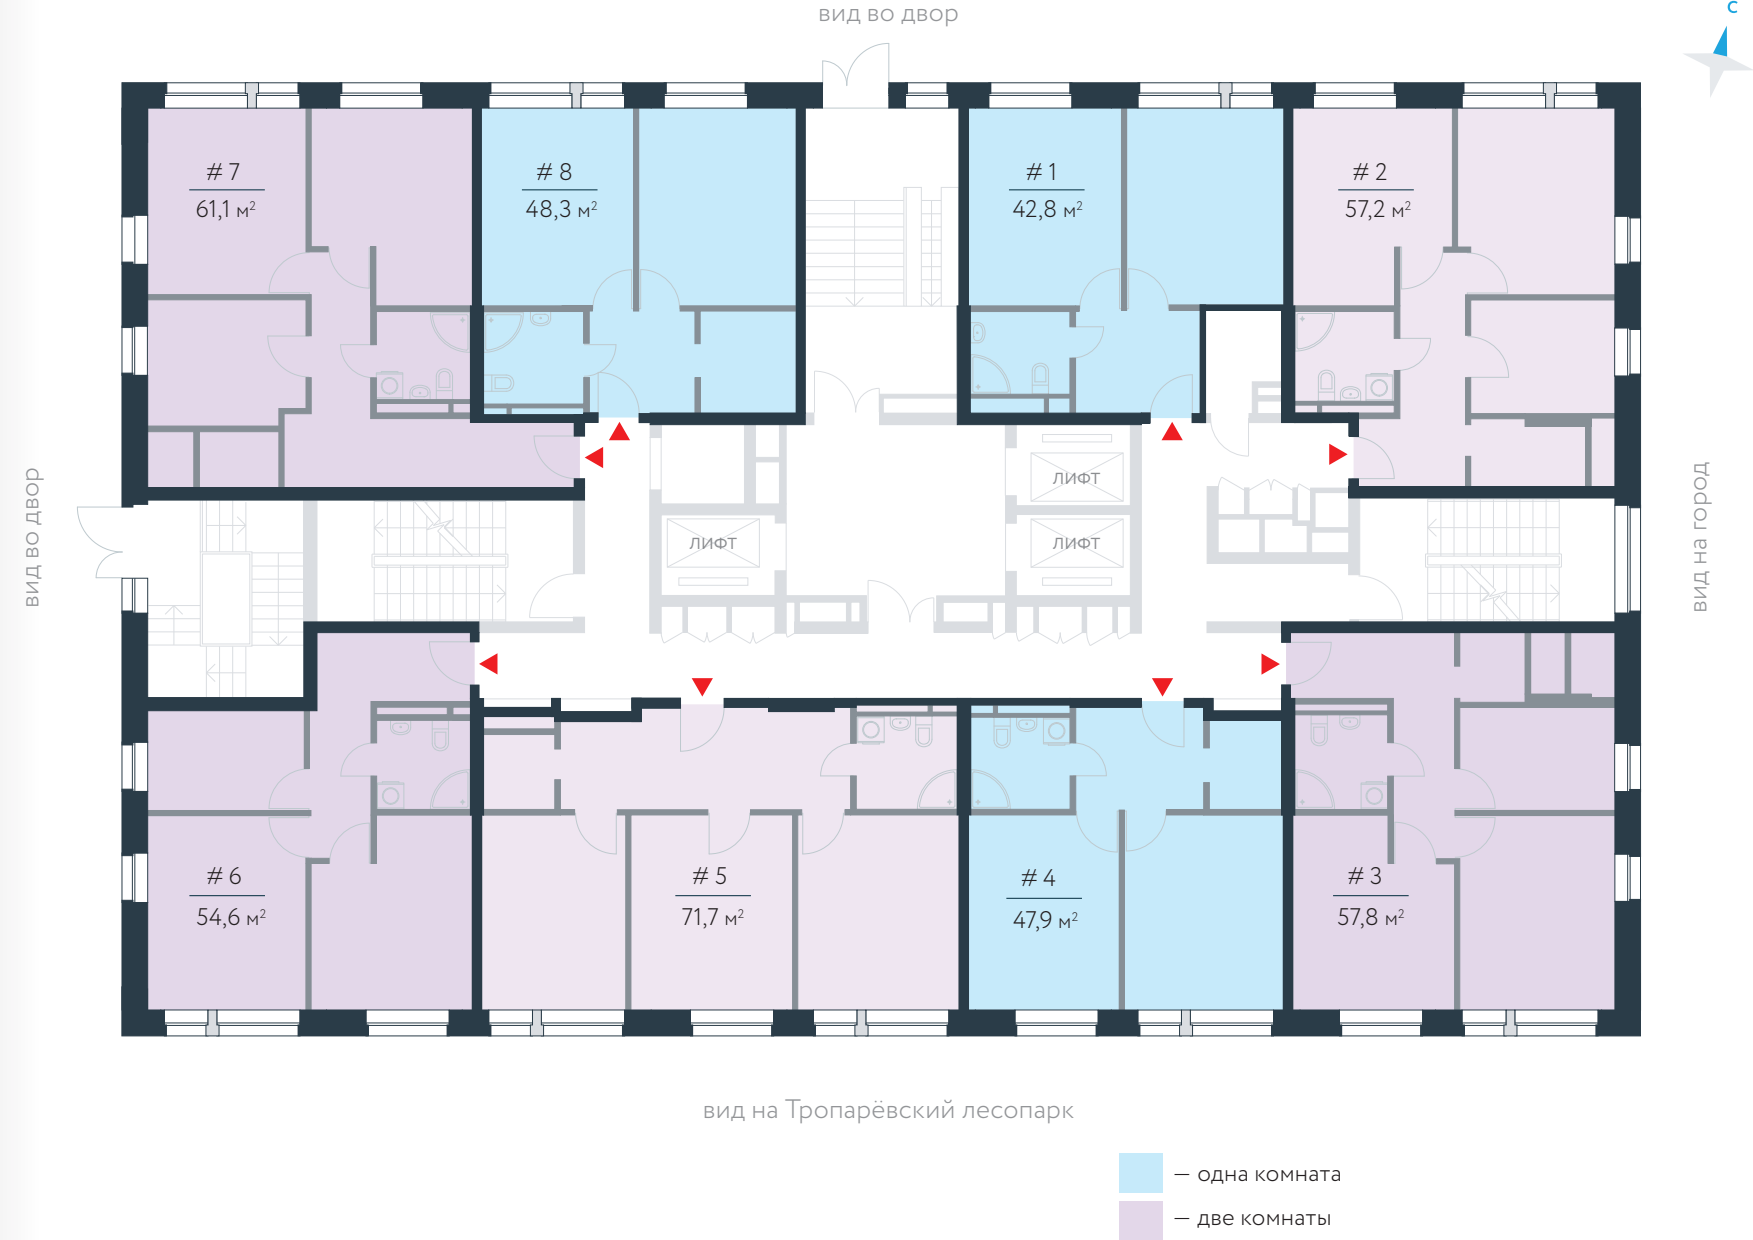 вид во двор
с
# 7
61,1 м²
# 8
48,3 м²
# 1
42,8 м²
# 2
57,2 м²
вид во двор
вид на город
лифт
лифт
лифт
# 6
54,6 м²
# 5
71,7 м²
# 4
47,9 м²
# 3
57,8 м²
вид на Тропарёвский лесопарк
— одна комната
— две комнаты